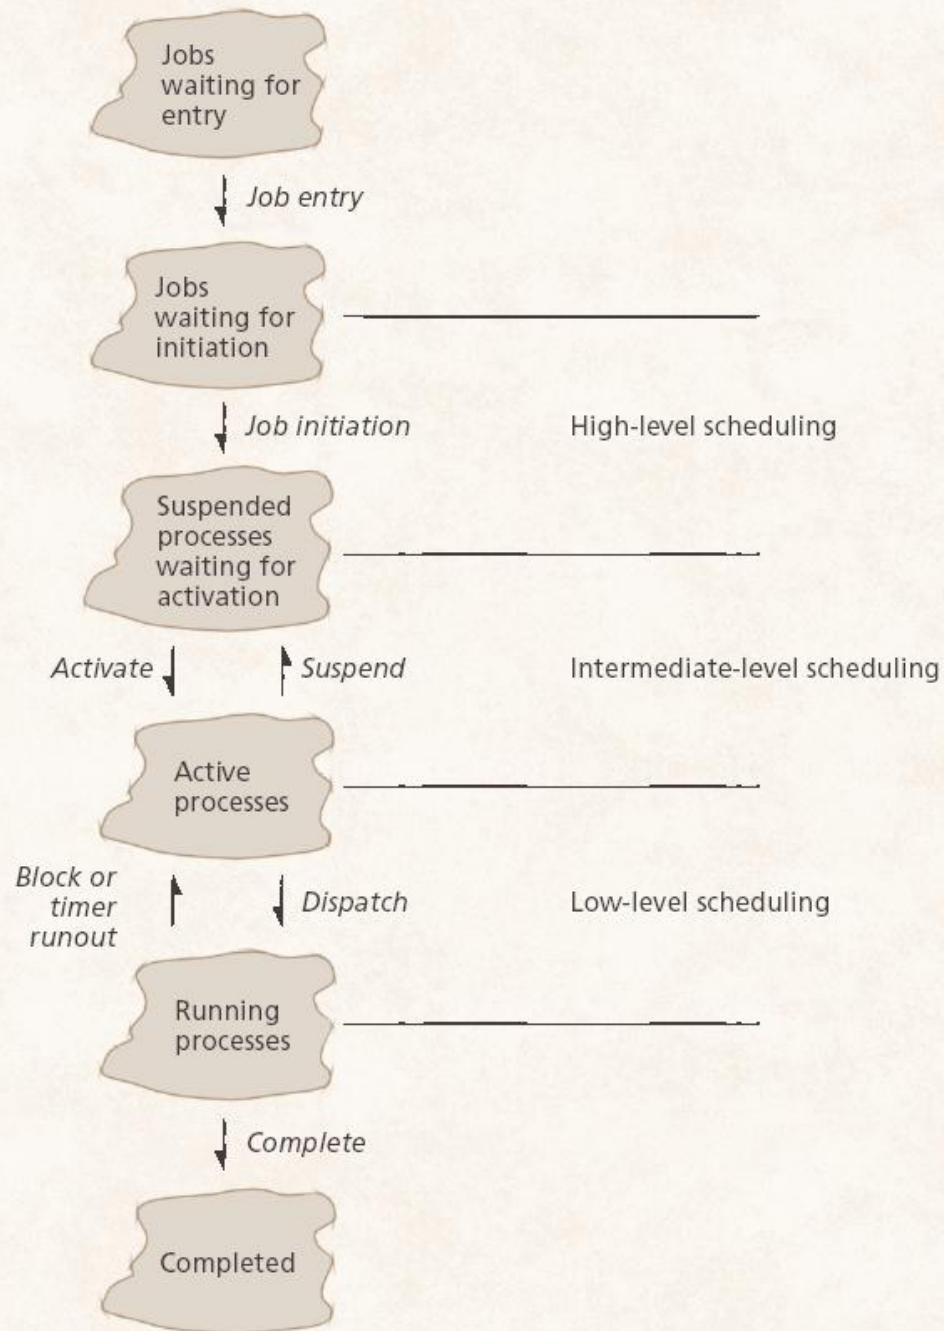 Jobs
waiting for
entry
Job entry
Jobs
waiting for
initiation
Job initiation
High-level scheduling
Suspended
processes
waiting for
activation
Activate
Suspend
Intermediate-level scheduling
Active
processes
Block or
timer
runout
Dispatch
Low-level scheduling
Running
processes
Complete
Completed